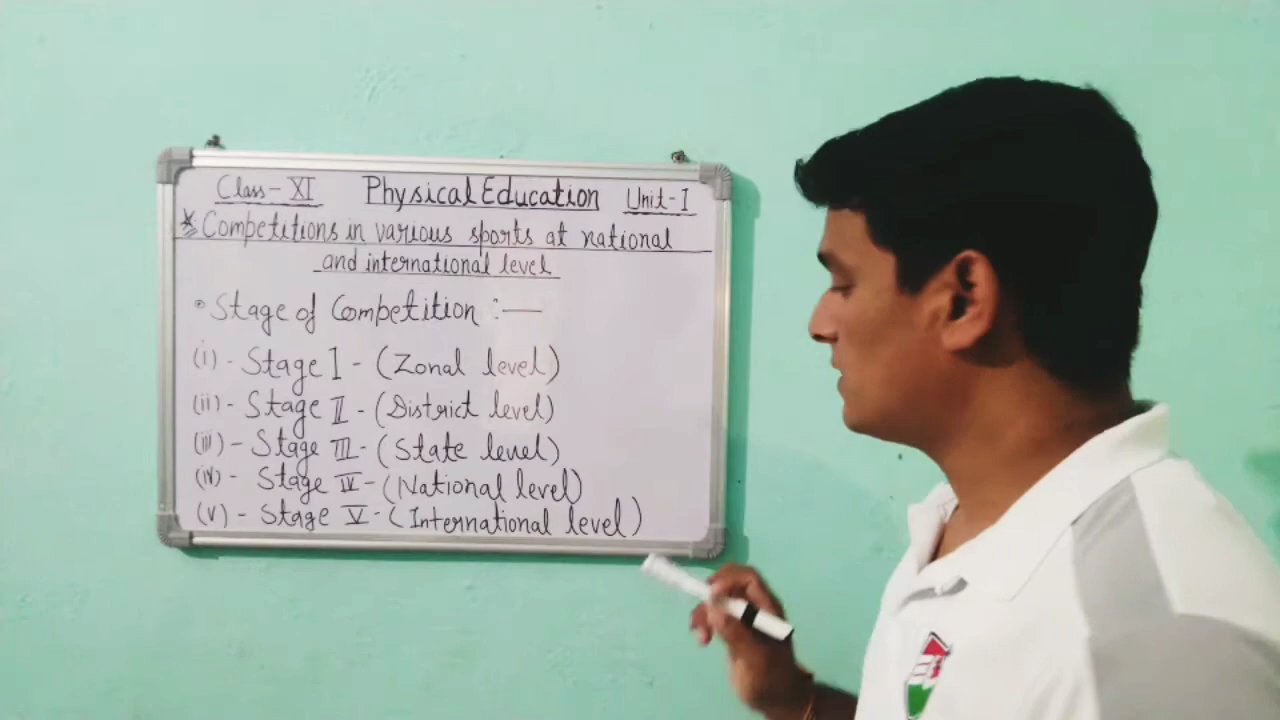 Class - XI Physical Education Unit-I
* Competitions in various sports at national
and international level
• Stage of Competition :—
(i) - Stage I - (Zonal level)
(ii) - Stage II - (District level)
(iii) - Stage III - (State level)
(iv) - Stage IV - (National level)
(v) - Stage V - (International level)